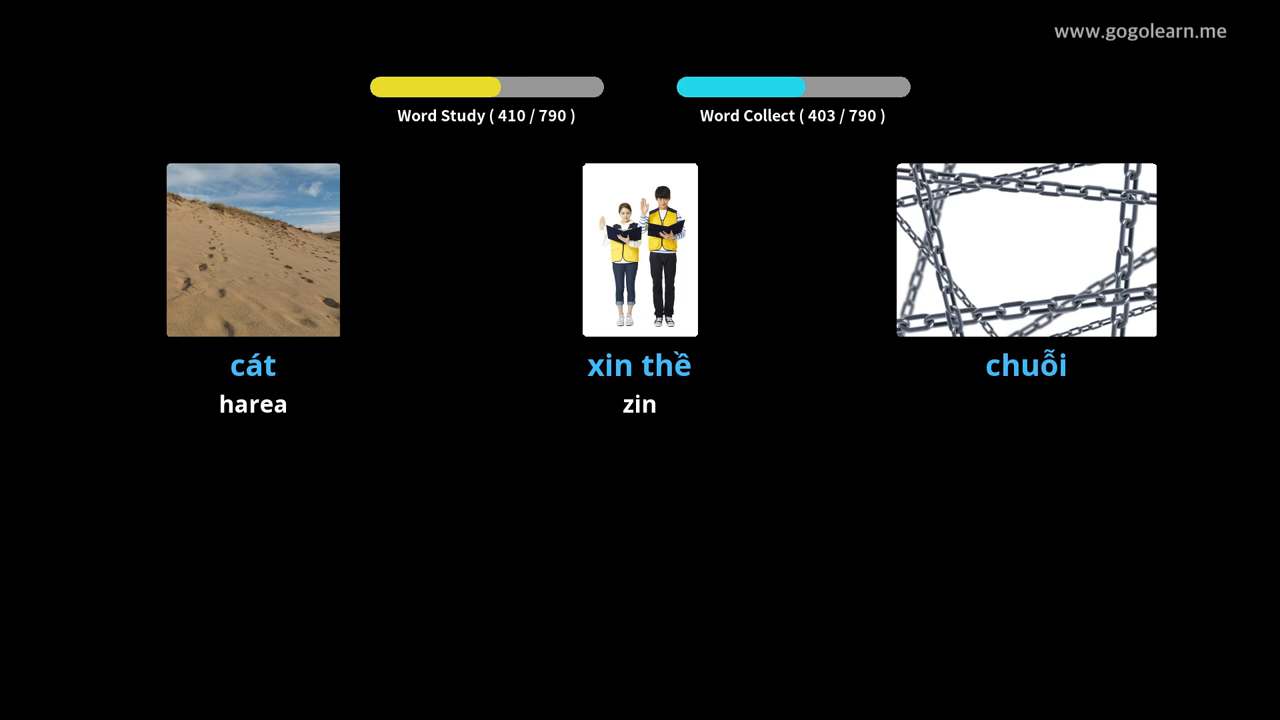 www.gogolearn.me
Word Study ( 410 / 790 )
Word Collect ( 403 / 790 )
cát
xin thề
chuỗi
harea
zin